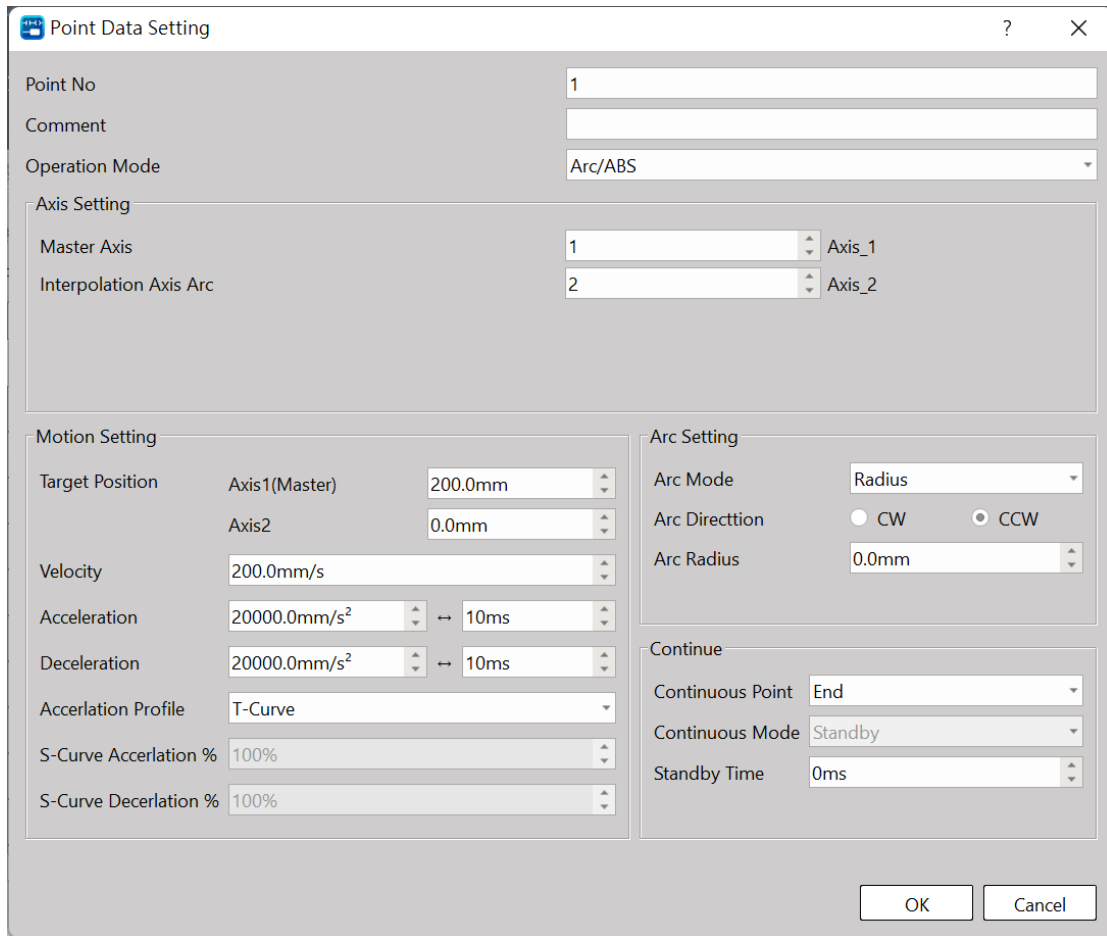 Point Data Setting
?
Point No 1
Comment
Operation Mode Arc/ABS
Axis Setting
Master Axis 1 Axis_1
Interpolation Axis Arc 2 Axis_2
Motion Setting
Target Position Axis1(Master) 200.0mm
Axis2 0.0mm
Velocity 200.0mm/s
Acceleration 20000.0mm/s² ↔ 10ms
Deceleration 20000.0mm/s² ↔ 10ms
Accerlation Profile T-Curve
S-Curve Accerlation % 100%
S-Curve Decerlation % 100%
Arc Setting
Arc Mode Radius
Arc Directtion CW CCW
Arc Radius 0.0mm
Continue
Continuous Point End
Continuous Mode Standby
Standby Time 0ms
OK Cancel